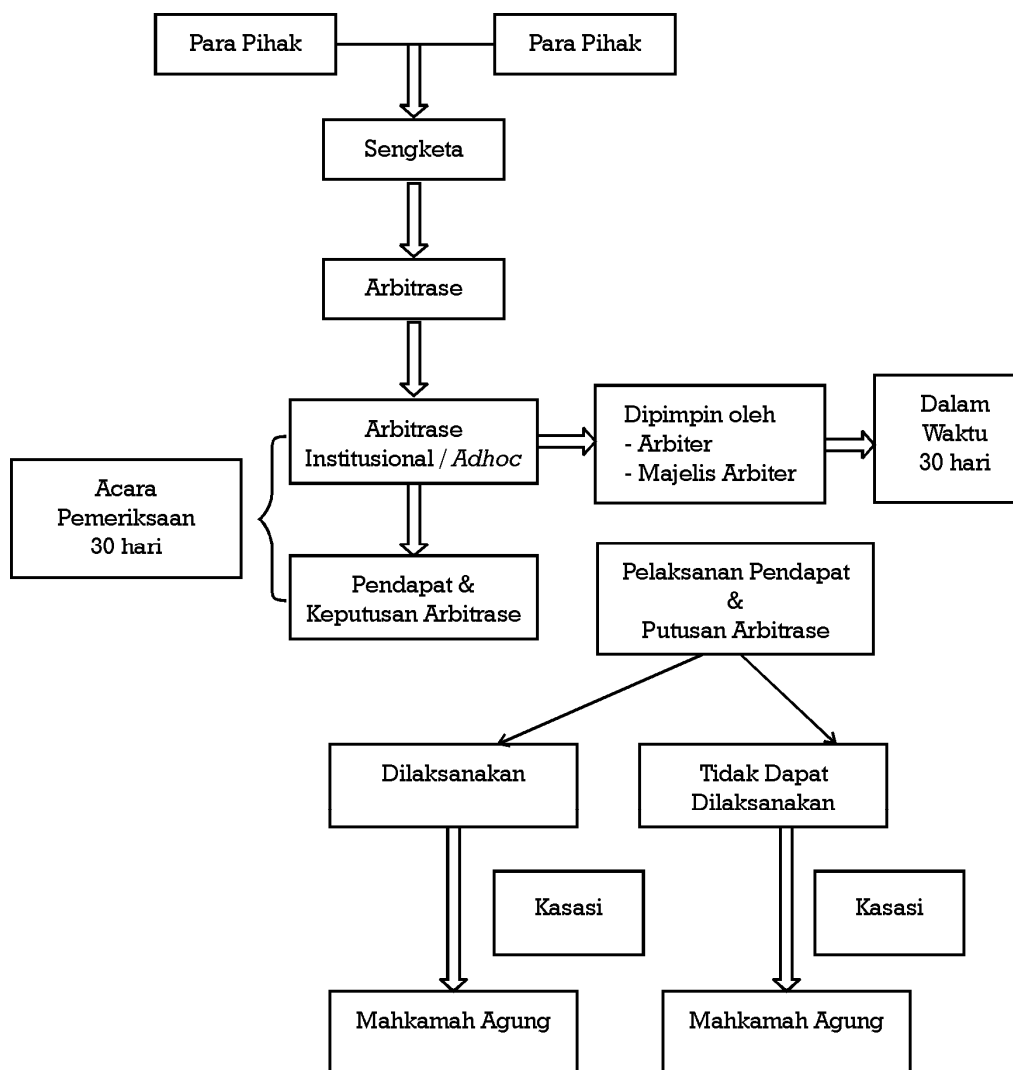 Para Pihak
Para Pihak
Sengketa
Arbitrase
Arbitrase
Institusional / Adhoc
Dipimpin oleh
- Arbiter
- Majelis Arbiter
Dalam
Waktu
30 hari
Acara
Pemeriksaan
30 hari
Pendapat &
Keputusan Arbitrase
Pelaksanan Pendapat
&
Putusan Arbitrase
Dilaksanakan
Tidak Dapat
Dilaksanakan
Kasasi
Kasasi
Mahkamah Agung
Mahkamah Agung